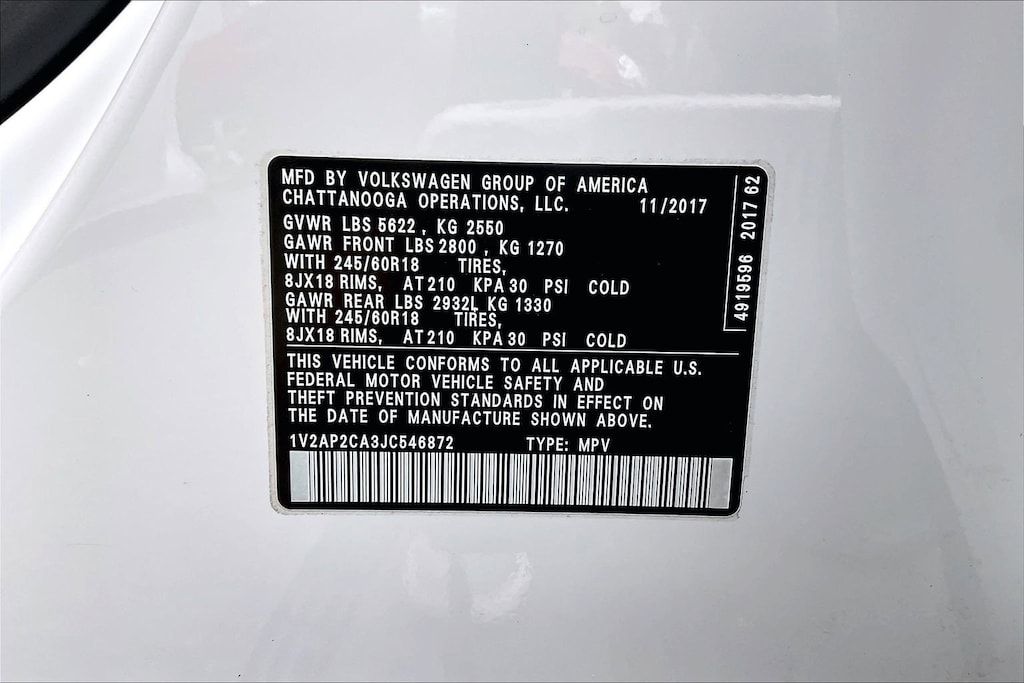 MFD BY VOLKSWAGEN GROUP OF AMERICA
CHATTANOOGA OPERATIONS, LLC. 11/2017
GVWR LBS 5622 , KG 2550
GAWR FRONT LBS 2800 , KG 1270
WITH 245/60R18 TIRES,
8JX18 RIMS, AT 210 KPA 30 PSI COLD
GAWR REAR LBS 2932L KG 1330
WITH 245/60R18 TIRES,
8JX18 RIMS, AT 210 KPA 30 PSI COLD
THIS VEHICLE CONFORMS TO ALL APPLICABLE U.S.
FEDERAL MOTOR VEHICLE SAFETY AND
THEFT PREVENTION STANDARDS IN EFFECT ON
THE DATE OF MANUFACTURE SHOWN ABOVE.
1V2AP2CA3JC546872 TYPE: MPV
4919596 2017 62